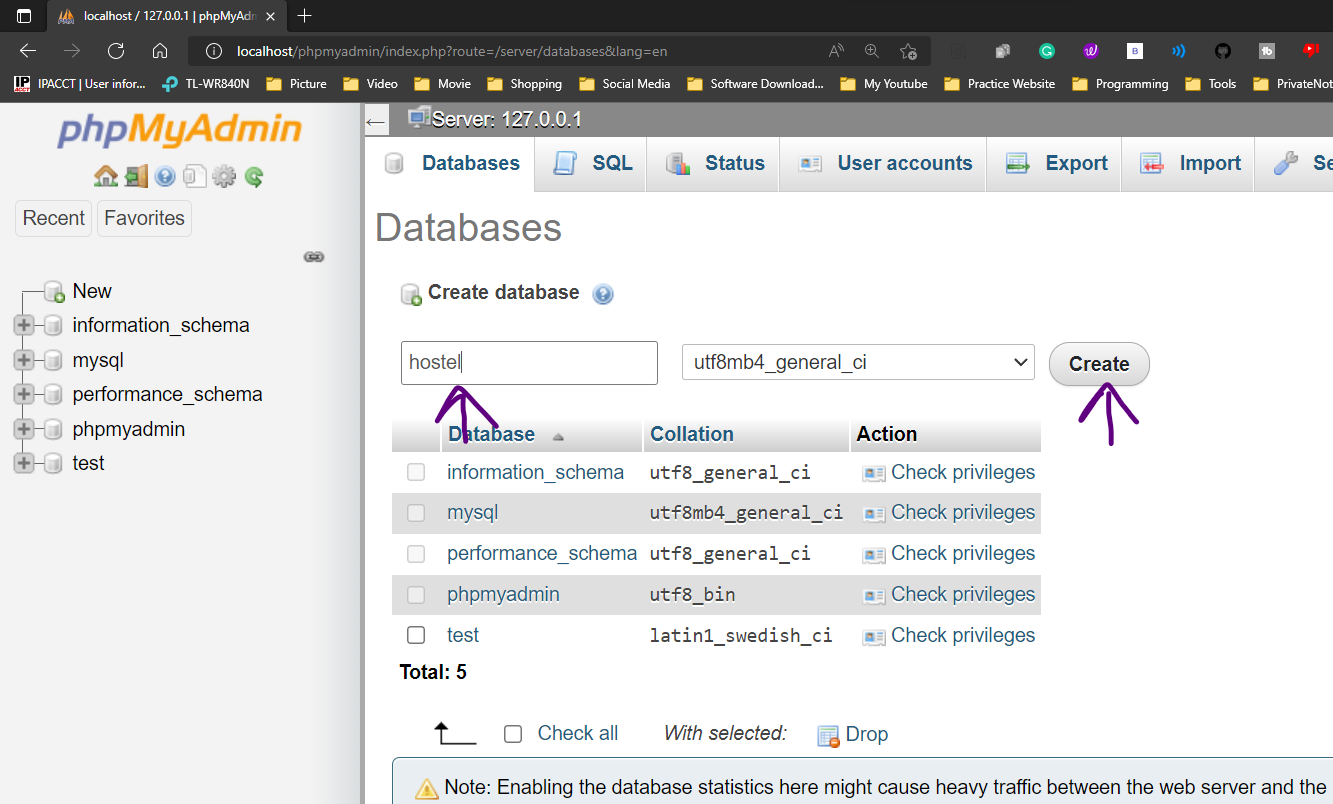 localhost / 127.0.0.1 | phpMyAdm
localhost/phpmyadmin/index.php?route=/server/databases&lang=en
IPACCT | User infor... TL-WR840N Picture Video Movie Shopping Social Media Software Download... My Youtube Practice Website Programming Tools PrivateNot
phpMyAdmin
Recent Favorites
New
information_schema
mysql
performance_schema
phpmyadmin
test
Server: 127.0.0.1
Databases SQL Status User accounts Export Import Se
Databases
Create database
hostel utf8mb4_general_ci Create
Database Collation Action
information_schema utf8_general_ci Check privileges
mysql utf8mb4_general_ci Check privileges
performance_schema utf8_general_ci Check privileges
phpmyadmin utf8_bin Check privileges
test latin1_swedish_ci Check privileges
Total: 5
Check all With selected: Drop
Note: Enabling the database statistics here might cause heavy traffic between the web server and the